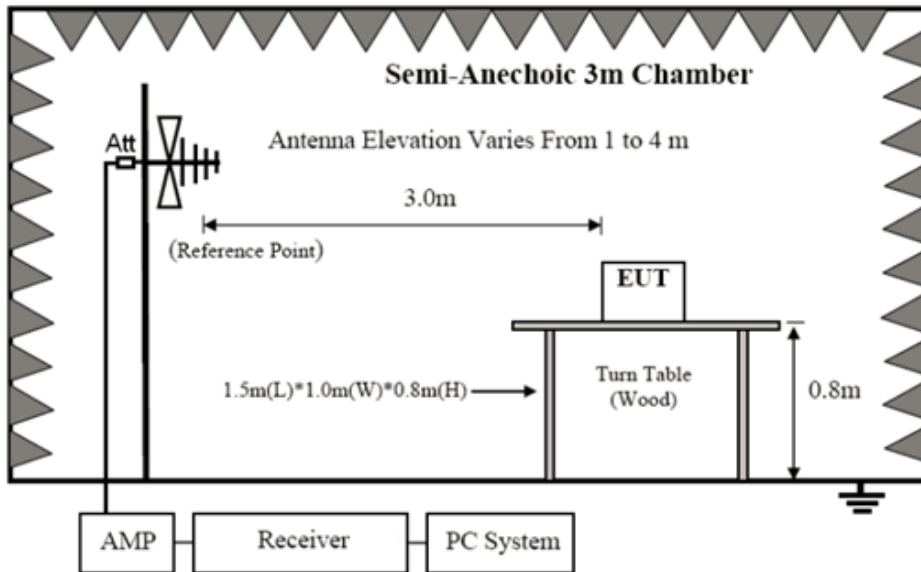 Semi-Anechoic 3m Chamber
Att
Antenna Elevation Varies From 1 to 4 m
3.0m
(Reference Point)
EUT
1.5m(L)*1.0m(W)*0.8m(H)
Turn Table
(Wood)
0.8m
AMP
Receiver
PC System